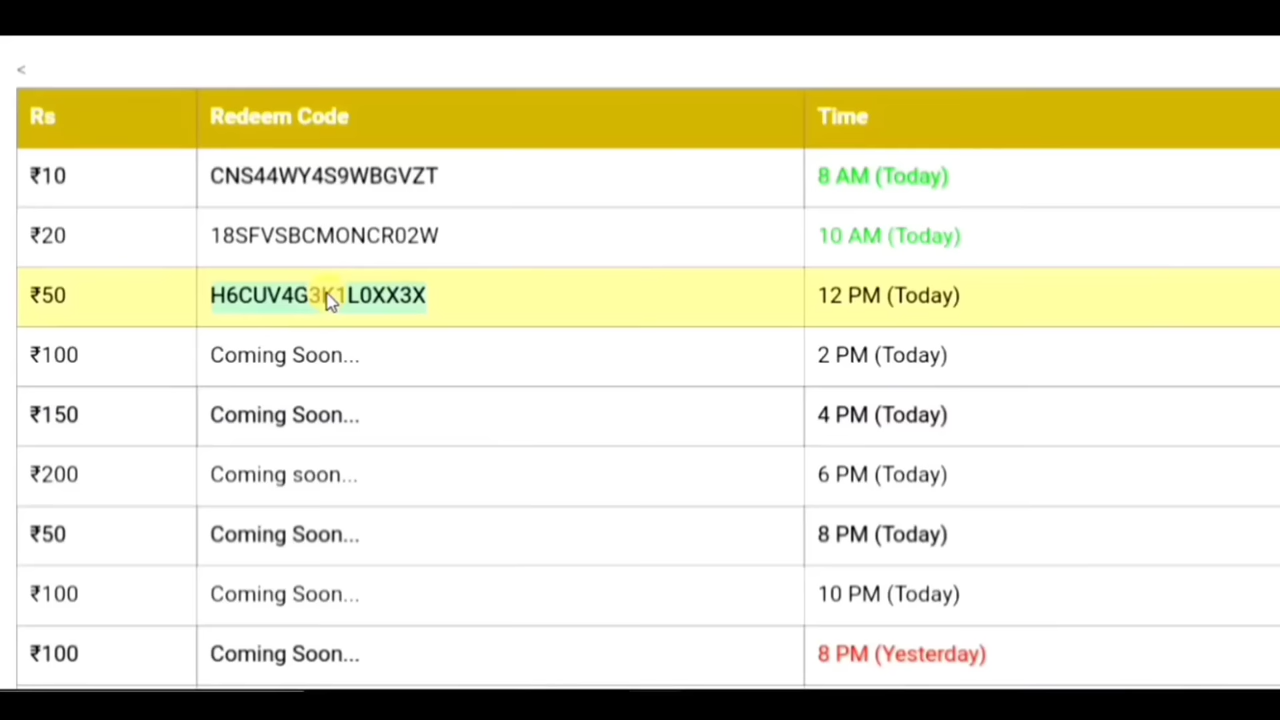 <
Rs Redeem Code Time
₹10 CNS44WY4S9WBGVZT 8 AM (Today)
₹20 18SFVSBCMONCR02W 10 AM (Today)
₹50 H6CUV4G3K1L0XX3X 12 PM (Today)
₹100 Coming Soon... 2 PM (Today)
₹150 Coming Soon... 4 PM (Today)
₹200 Coming soon... 6 PM (Today)
₹50 Coming Soon... 8 PM (Today)
₹100 Coming Soon... 10 PM (Today)
₹100 Coming Soon... 8 PM (Yesterday)